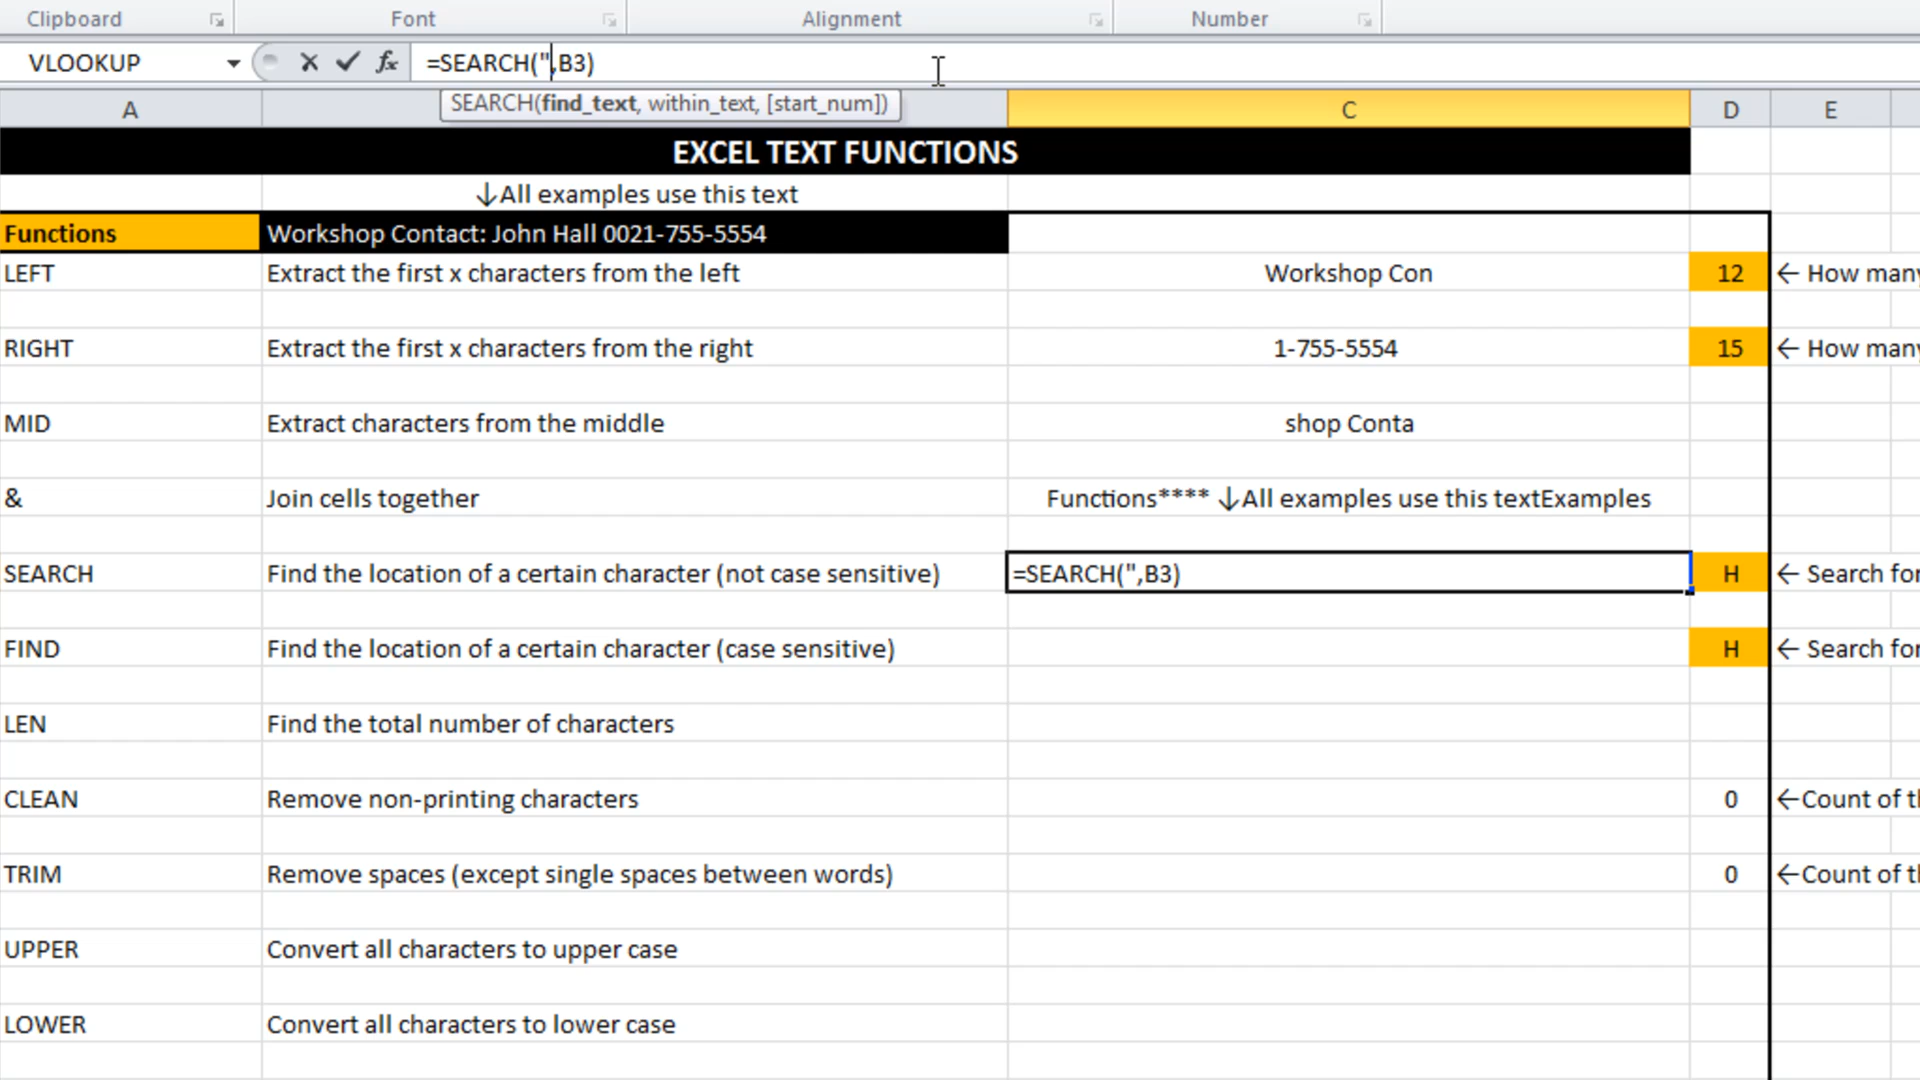 Clipboard Font Alignment Number
VLOOKUP fx =SEARCH(",B3)
SEARCH(find_text, within_text, [start_num])
A C D E
EXCEL TEXT FUNCTIONS
↓All examples use this text
Functions Workshop Contact: John Hall 0021-755-5554
LEFT Extract the first x characters from the left Workshop Con 12 ← How many
RIGHT Extract the first x characters from the right 1-755-5554 15 ← How many
MID Extract characters from the middle shop Conta
& Join cells together Functions**** ↓All examples use this textExamples
SEARCH Find the location of a certain character (not case sensitive) =SEARCH(",B3) H ← Search for
FIND Find the location of a certain character (case sensitive) H ← Search for
LEN Find the total number of characters
CLEAN Remove non-printing characters 0 ←Count of th
TRIM Remove spaces (except single spaces between words) 0 ←Count of th
UPPER Convert all characters to upper case
LOWER Convert all characters to lower case